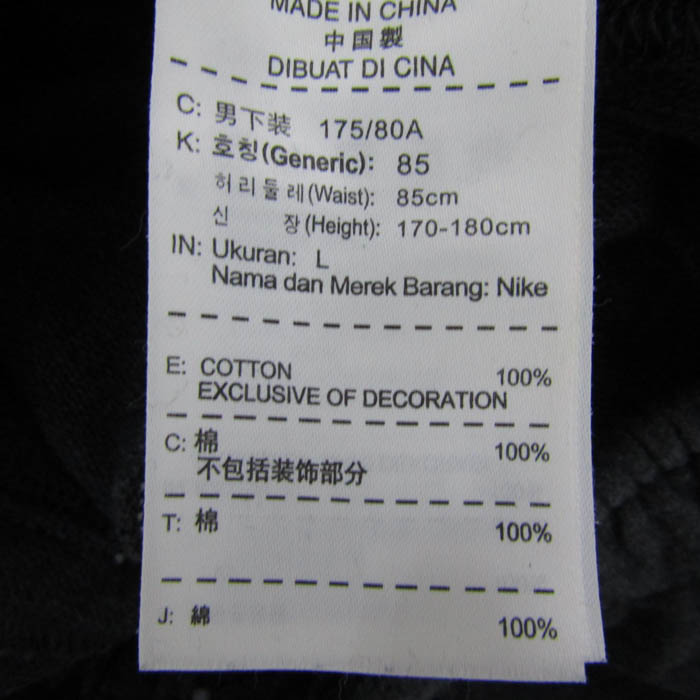 MADE IN CHINA
中国製
DIBUAT DI CINA
C: 男下装 175/80A
K: 호칭(Generic): 85
허리둘레(Waist): 85cm
신 장(Height): 170-180cm
IN: Ukuran: L
Nama dan Merek Barang: Nike
E: COTTON 100%
EXCLUSIVE OF DECORATION
C: 棉 100%
不包括装饰部分
T: 棉 100%
J: 綿 100%